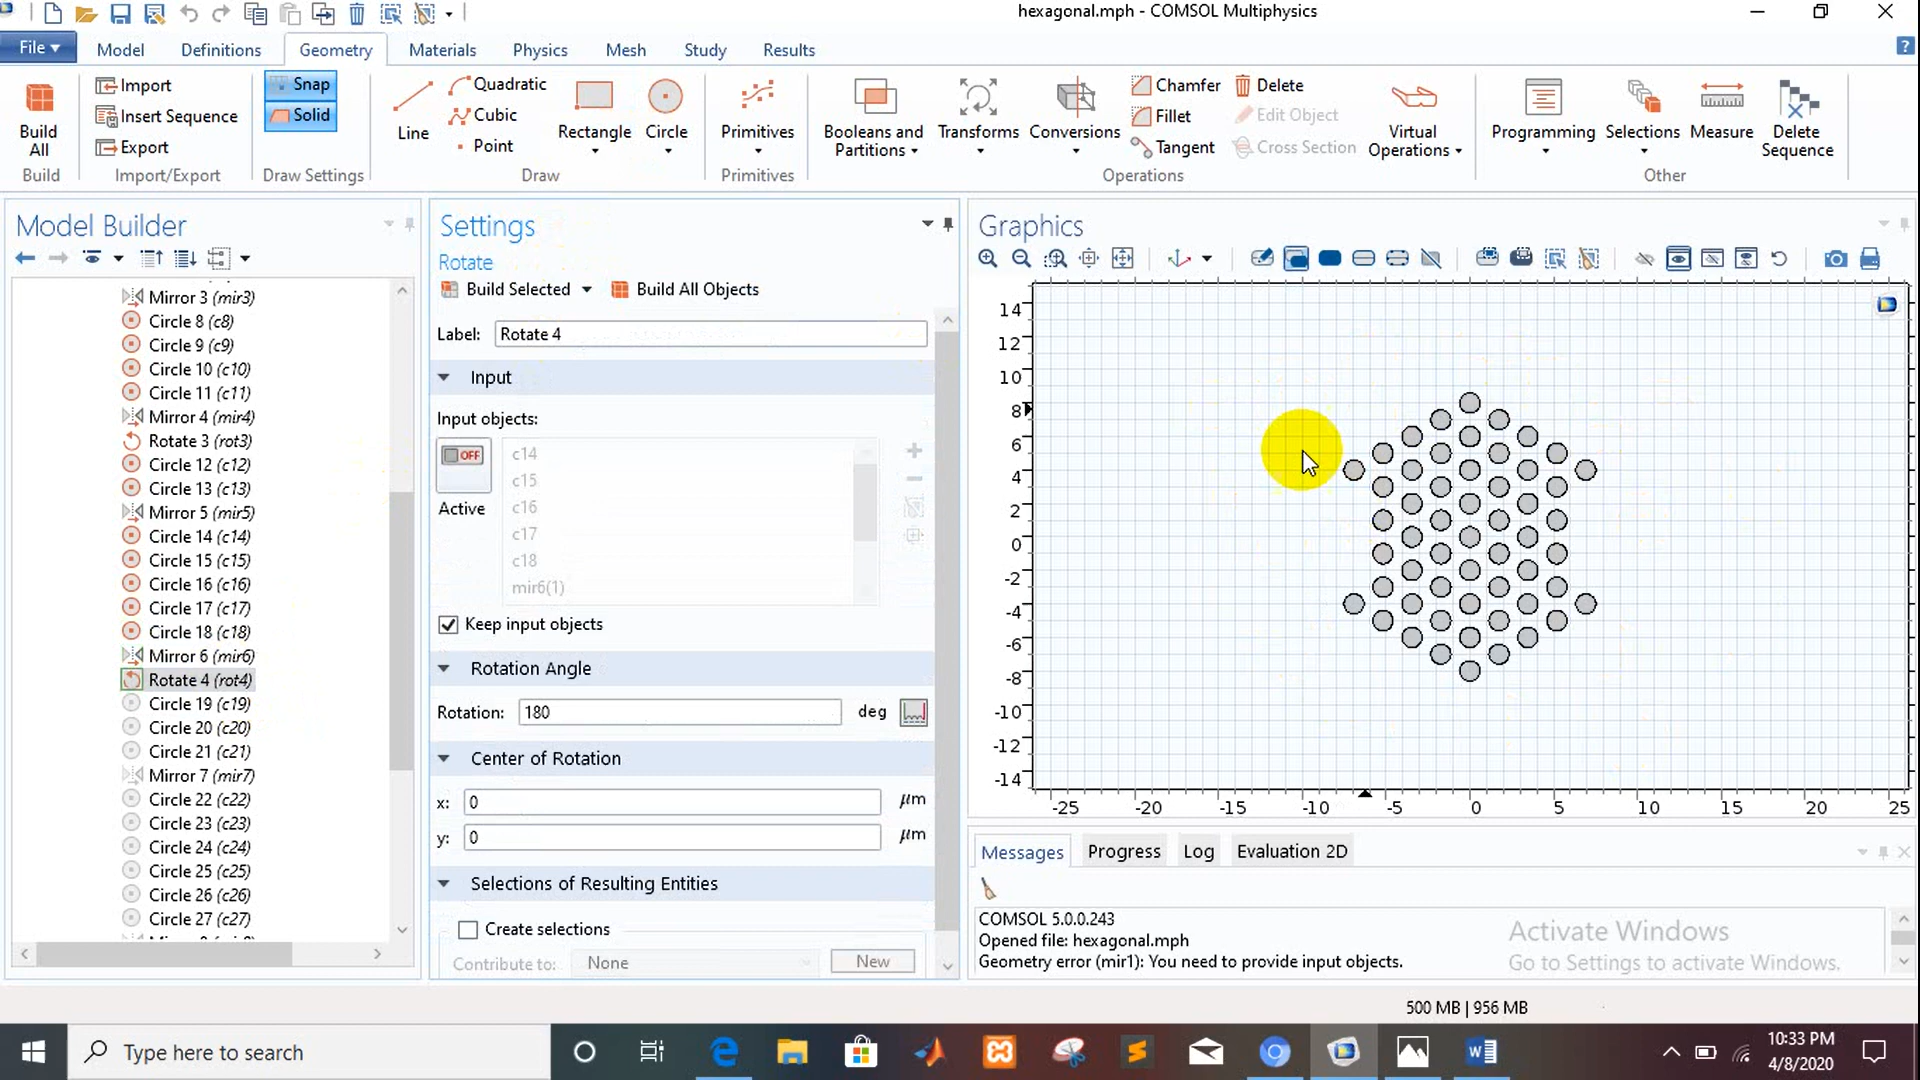 hexagonal.mph - COMSOL Multiphysics
File
Model
Definitions
Geometry
Materials
Physics
Mesh
Study
Results
Build All
Import
Insert Sequence
Export
Snap
Solid
Line
Quadratic
Cubic
Point
Rectangle
Circle
Primitives
Booleans and Partitions
Transforms
Conversions
Chamfer
Fillet
Tangent
Delete
Edit Object
Cross Section
Virtual Operations
Programming
Selections
Measure
Delete Sequence
Build
Import/Export
Draw Settings
Draw
Primitives
Operations
Other
Model Builder
Mirror 3 (mir3)
Circle 8 (c8)
Circle 9 (c9)
Circle 10 (c10)
Circle 11 (c11)
Mirror 4 (mir4)
Rotate 3 (rot3)
Circle 12 (c12)
Circle 13 (c13)
Mirror 5 (mir5)
Circle 14 (c14)
Circle 15 (c15)
Circle 16 (c16)
Circle 17 (c17)
Circle 18 (c18)
Mirror 6 (mir6)
Rotate 4 (rot4)
Circle 19 (c19)
Circle 20 (c20)
Circle 21 (c21)
Mirror 7 (mir7)
Circle 22 (c22)
Circle 23 (c23)
Circle 24 (c24)
Circle 25 (c25)
Circle 26 (c26)
Circle 27 (c27)
Settings
Rotate
Build Selected
Build All Objects
Label: Rotate 4
Input
Input objects:
OFF
Active
c14
c15
c16
c17
c18
mir6(1)
Keep input objects
Rotation Angle
Rotation: 180 deg
Center of Rotation
x: 0 µm
y: 0 µm
Selections of Resulting Entities
Create selections
Contribute to: None New
Graphics
14
12
10
8
6
4
2
0
-2
-4
-6
-8
-10
-12
-14
-25 -20 -15 -10 -5 0 5 10 15 20 25
Messages
Progress
Log
Evaluation 2D
COMSOL 5.0.0.243
Opened file: hexagonal.mph
Geometry error (mir1): You need to provide input objects.
Activate Windows
Go to Settings to activate Windows.
500 MB | 956 MB
Type here to search
10:33 PM
4/8/2020